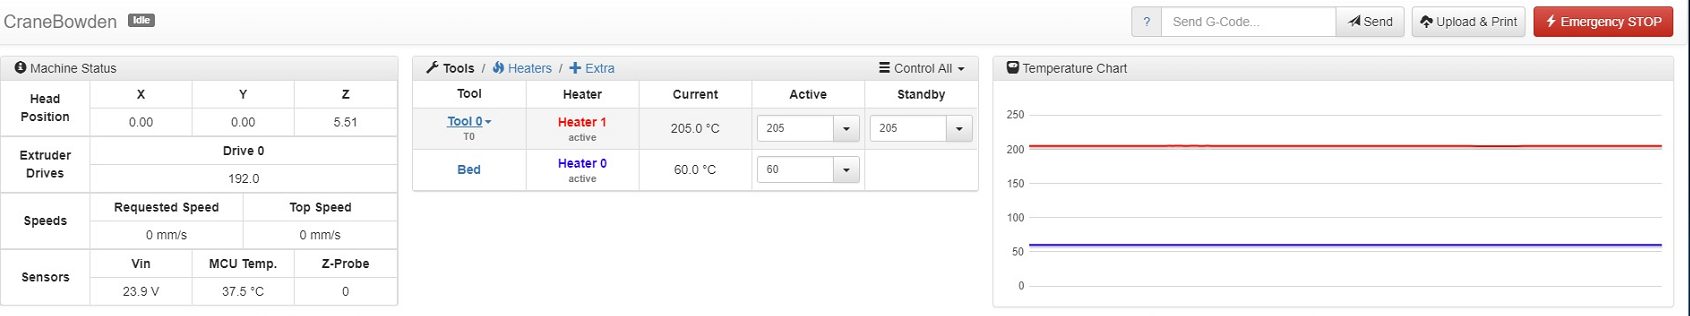 CraneBowden Idle
? Send G-Code... Send Upload & Print Emergency STOP
Machine Status
Head Position X Y Z
0.00 0.00 5.51
Extruder Drives Drive 0
192.0
Speeds Requested Speed Top Speed
0 mm/s 0 mm/s
Sensors Vin MCU Temp. Z-Probe
23.9 V 37.5 °C 0
Tools / Heaters / Extra Control All
Tool Heater Current Active Standby
Tool 0 Heater 1 205.0 °C 205 205
T0 active
Bed Heater 0 60.0 °C 60
active
Temperature Chart
250
200
150
100
50
0